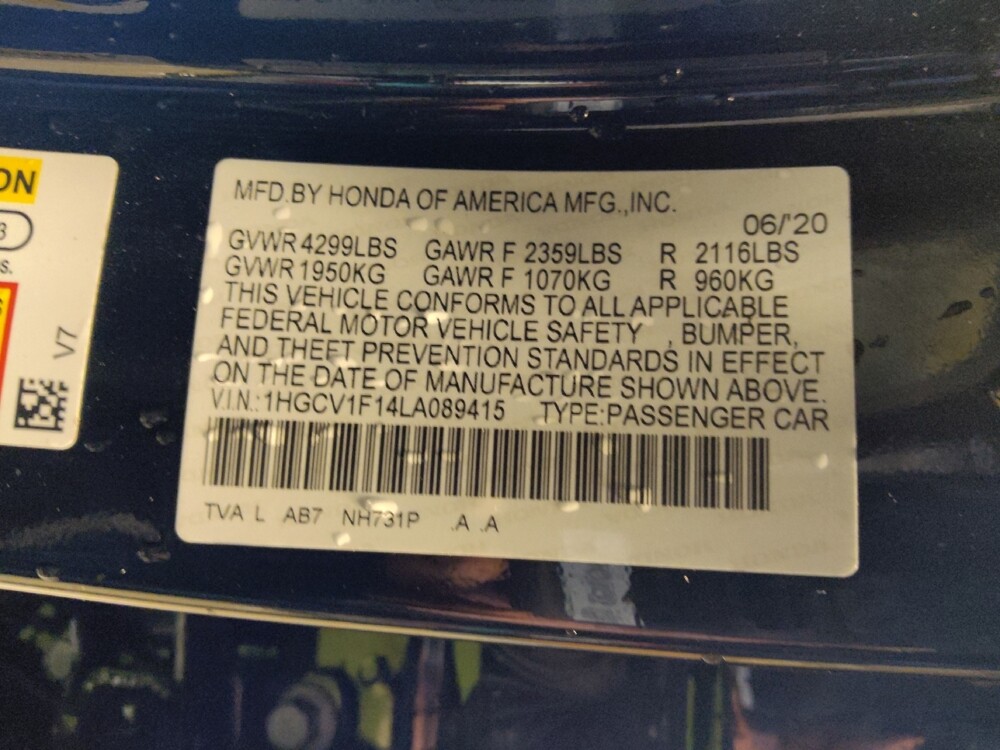 ON
3
s.
S
V7
MFD.BY HONDA OF AMERICA MFG.,INC.
06/'20
GVWR 4299LBS GAWR F 2359LBS R 2116LBS
GVWR 1950KG GAWR F 1070KG R 960KG
THIS VEHICLE CONFORMS TO ALL APPLICABLE
FEDERAL MOTOR VEHICLE SAFETY , BUMPER,
AND THEFT PREVENTION STANDARDS IN EFFECT
ON THE DATE OF MANUFACTURE SHOWN ABOVE.
V.I.N.: 1HGCV1F14LA089415 TYPE:PASSENGER CAR
TVA L AB7 NH731P .A .A